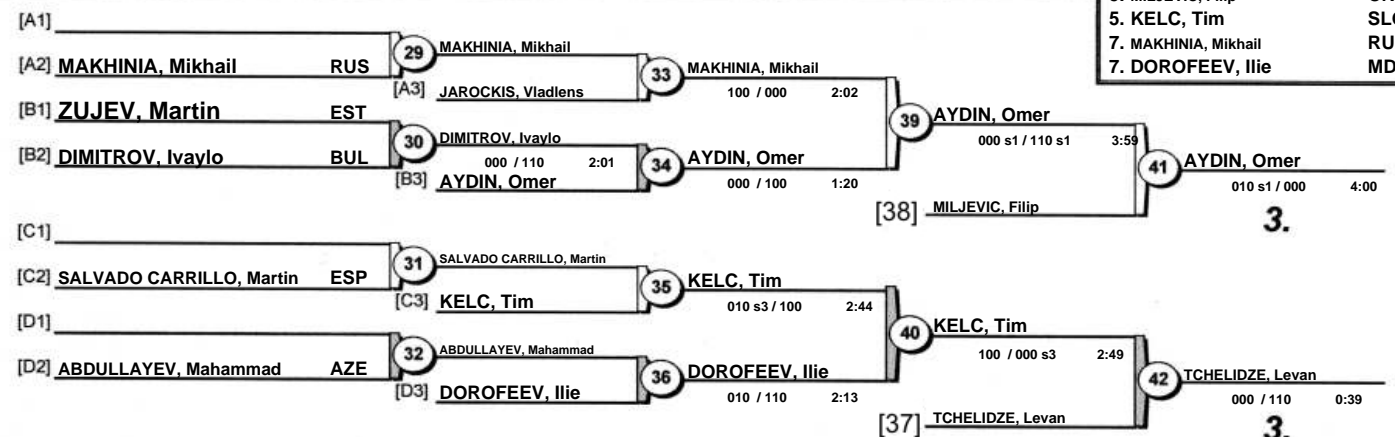 [A1]
[A2] MAKHINIA, Mikhail RUS
[B1] ZUJEV, Martin EST
[B2] DIMITROV, Ivaylo BUL
[C1]
[C2] SALVADO CARRILLO, Martin ESP
[D1]
[D2] ABDULLAYEV, Mahammad AZE
29 MAKHINIA, Mikhail
[A3] JAROCKIS, Vladlens
30 DIMITROV, Ivaylo
000 / 110 2:01
[B3] AYDIN, Omer
31 SALVADO CARRILLO, Martin
[C3] KELC, Tim
32 ABDULLAYEV, Mahammad
[D3] DOROFEEV, Ilie
33 MAKHINIA, Mikhail
100 / 000 2:02
34 AYDIN, Omer
000 / 100 1:20
35 KELC, Tim
010 s3 / 100 2:44
36 DOROFEEV, Ilie
010 / 110 2:13
39 AYDIN, Omer
000 s1 / 110 s1 3:59
[38] MILJEVIC, Filip
40 KELC, Tim
100 / 000 s3 2:49
[37] TCHELIDZE, Levan
41 AYDIN, Omer
010 s1 / 000 4:00
3.
42 TCHELIDZE, Levan
000 / 110 0:39
3.
5. KELC, Tim SL
7. MAKHINIA, Mikhail RU
7. DOROFEEV, Ilie MD